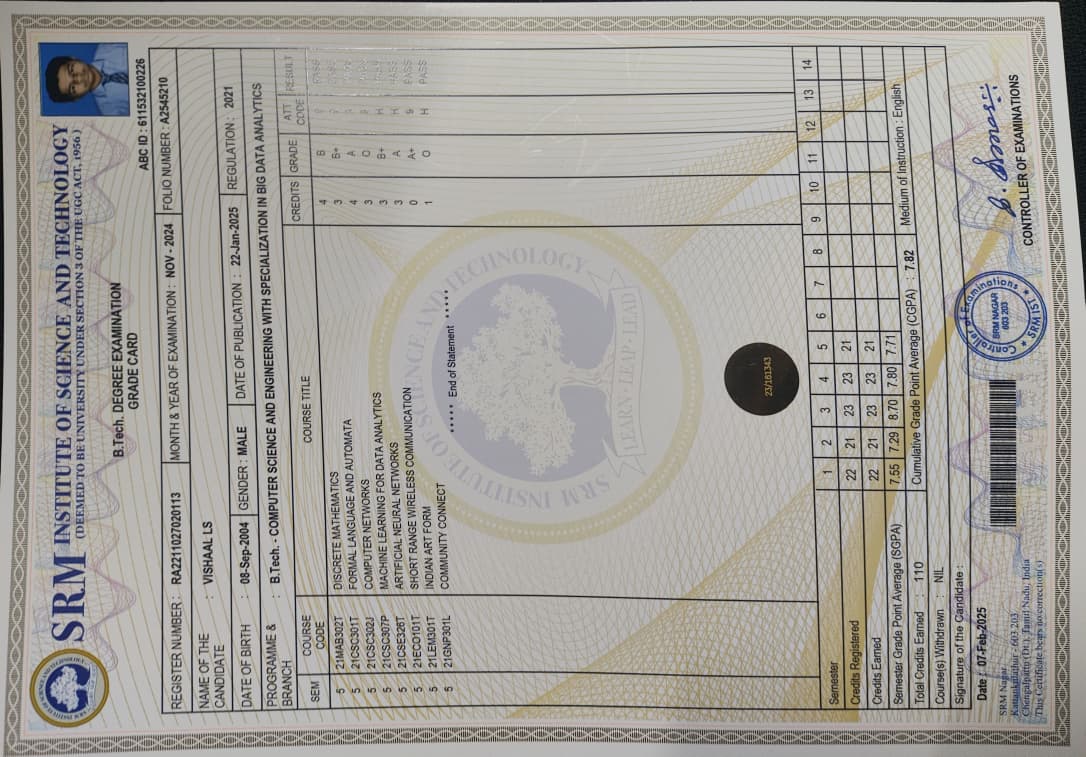 SRM INSTITUTE OF SCIENCE AND TECHNOLOGY
(DEEMED TO BE UNIVERSITY UNDER SECTION 3 OF THE UGC ACT, 1956)
B.Tech. DEGREE EXAMINATION
GRADE CARD
ABC ID : 611532100226
REGISTER NUMBER : RA2211027020113 MONTH & YEAR OF EXAMINATION : NOV - 2024 FOLIO NUMBER : A2545210
NAME OF THE CANDIDATE : VISHAAL LS
DATE OF BIRTH : 08-Sep-2004 GENDER : MALE DATE OF PUBLICATION : 22-Jan-2025 REGULATION : 2021
PROGRAMME & BRANCH : B.Tech. - COMPUTER SCIENCE AND ENGINEERING WITH SPECIALIZATION IN BIG DATA ANALYTICS
SEM COURSE CODE COURSE TITLE CREDITS GRADE ATT CODE RESULT
5 21MAB302T DISCRETE MATHEMATICS 4 B PASS
5 21CSC301T FORMAL LANGUAGE AND AUTOMATA 3 B+
5 21CSC302J COMPUTER NETWORKS 4 A
5 21CSC307P MACHINE LEARNING FOR DATA ANALYTICS 3 O
5 21CSE326T ARTIFICIAL NEURAL NETWORKS 3 B+ H
5 21ECO101T SHORT RANGE WIRELESS COMMUNICATION 3 A H PASS
5 21LEM301T INDIAN ART FORM 0 A+ 9 PASS
5 21GNP301L COMMUNITY CONNECT 1 O H PASS
***** End of Statement *****
SRM INSTITUTE OF SCIENCE AND TECHNOLOGY
LEARN · LEAP · LEAD
23/161343
Semester 1 2 3 4 5 6 7 8 9 10 11 12 13 14
Credits Registered 22 21 23 23 21
Credits Earned 22 21 23 23 21
Semester Grade Point Average (SGPA) 7.55 7.29 8.70 7.80 7.71
Total Credits Earned : 110 Cumulative Grade Point Average (CGPA) : 7.82 Medium of Instruction : English
Course(s) Withdrawn : NIL
Signature of the Candidate :
Date : 07-Feb-2025
SRM Nagar
Kattankulathur - 603 203
Chengalpattu (Dt.), Tamil Nadu, India
This Certificate bears no correction(s)
Controller of Examinations
SRM NAGAR
603 203
★ SRM IST ★
CONTROLLER OF EXAMINATIONS